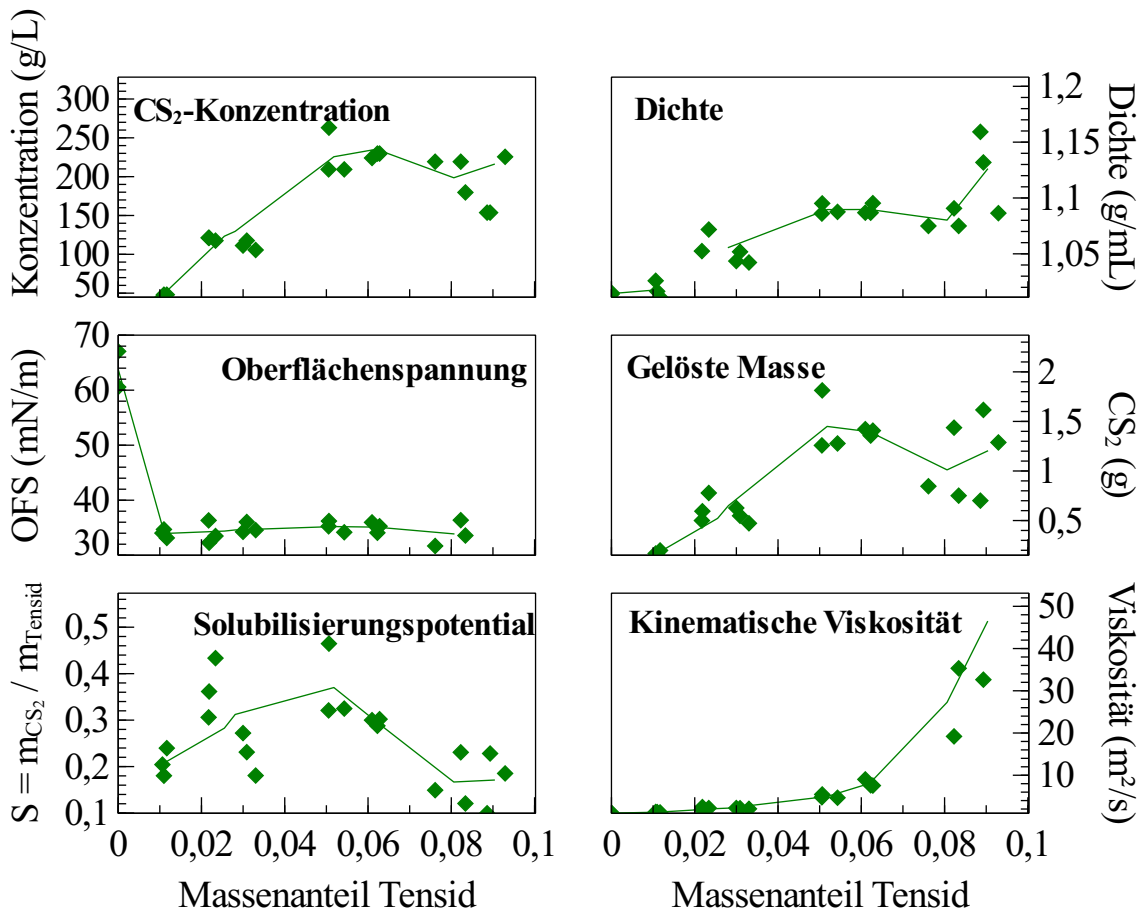 Konzentration (g/L)
300
250
200
150
100
50
CS₂-Konzentration
Dichte
1,2
1,15
1,1
1,05
Dichte (g/mL)
OFS (mN/m)
70
60
50
40
30
Oberflächenspannung
Gelöste Masse
2
1,5
1
0,5
CS₂ (g)
S = m_CS₂ / m_Tensid
0,5
0,4
0,3
0,2
0,1
Solubilisierungspotential
Kinematische Viskosität
50
40
30
20
10
Viskosität (m²/s)
0 0,02 0,04 0,06 0,08 0,1
0 0,02 0,04 0,06 0,08 0,1
Massenanteil Tensid
Massenanteil Tensid